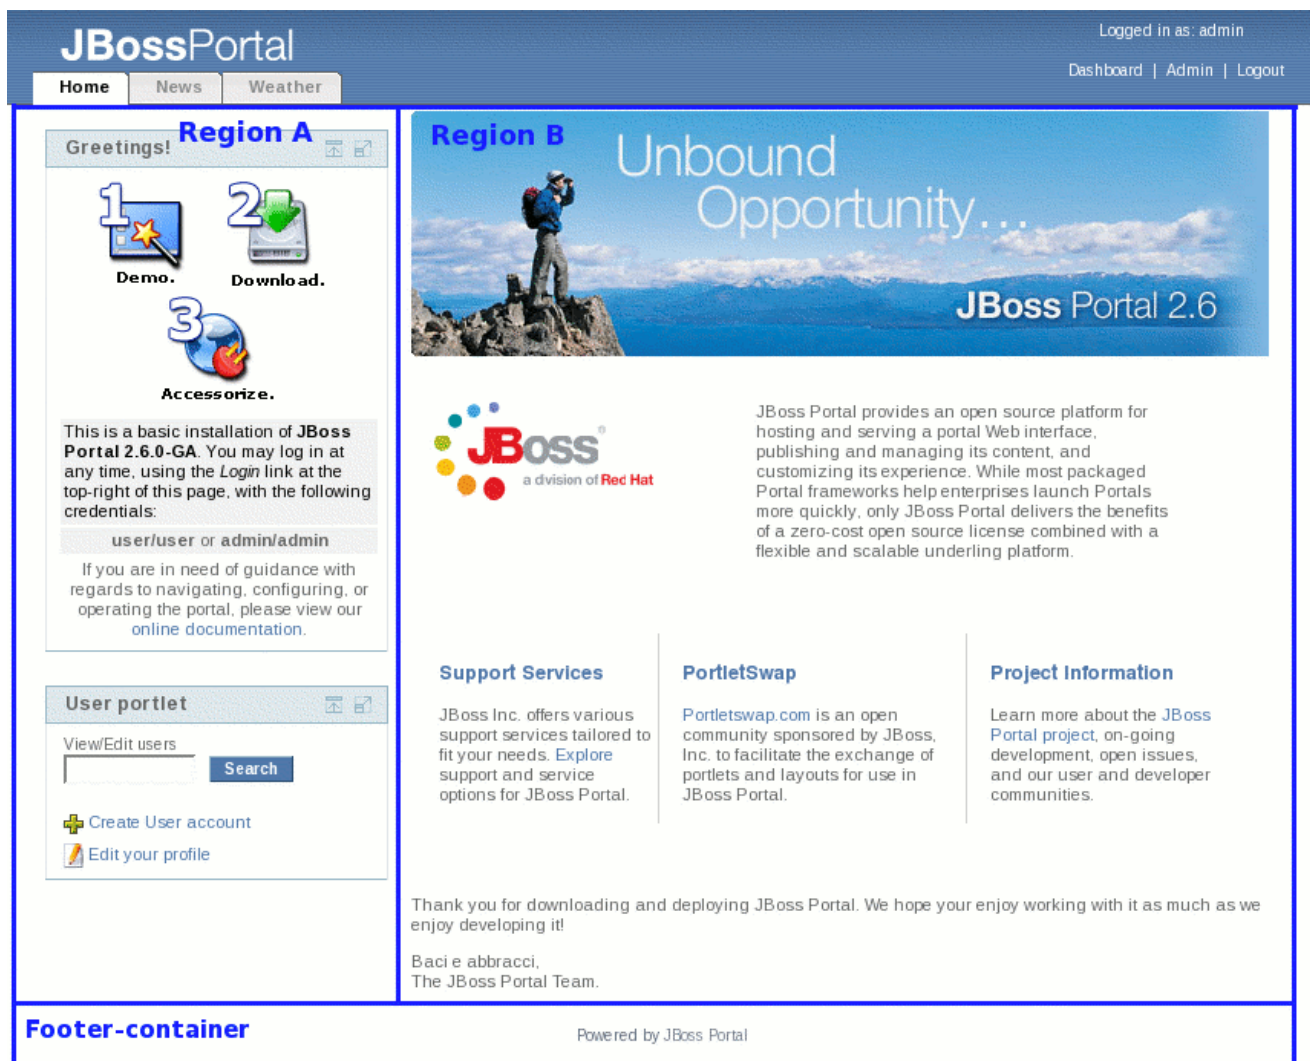 JBossPortal
Logged in as: admin
Dashboard | Admin | Logout
Home News Weather
Region A
Greetings!
1
Demo.
2
Download.
3
Accessorize.
This is a basic installation of JBoss
Portal 2.6.0-GA. You may log in at
any time, using the Login link at the
top-right of this page, with the following
credentials:
user/user or admin/admin
If you are in need of guidance with
regards to navigating, configuring, or
operating the portal, please view our
online documentation.
User portlet
View/Edit users
Search
Create User account
Edit your profile
Region B
Unbound
Opportunity...
JBoss Portal 2.6
JBoss®
a division of Red Hat
JBoss Portal provides an open source platform for
hosting and serving a portal Web interface,
publishing and managing its content, and
customizing its experience. While most packaged
Portal frameworks help enterprises launch Portals
more quickly, only JBoss Portal delivers the benefits
of a zero-cost open source license combined with a
flexible and scalable underling platform.
Support Services
JBoss Inc. offers various
support services tailored to
fit your needs. Explore
support and service
options for JBoss Portal.
PortletSwap
Portletswap.com is an open
community sponsored by JBoss,
Inc. to facilitate the exchange of
portlets and layouts for use in
JBoss Portal.
Project Information
Learn more about the JBoss
Portal project, on-going
development, open issues,
and our user and developer
communities.
Thank you for downloading and deploying JBoss Portal. We hope your enjoy working with it as much as we
enjoy developing it!
Baci e abbracci,
The JBoss Portal Team.
Footer-container
Powered by JBoss Portal